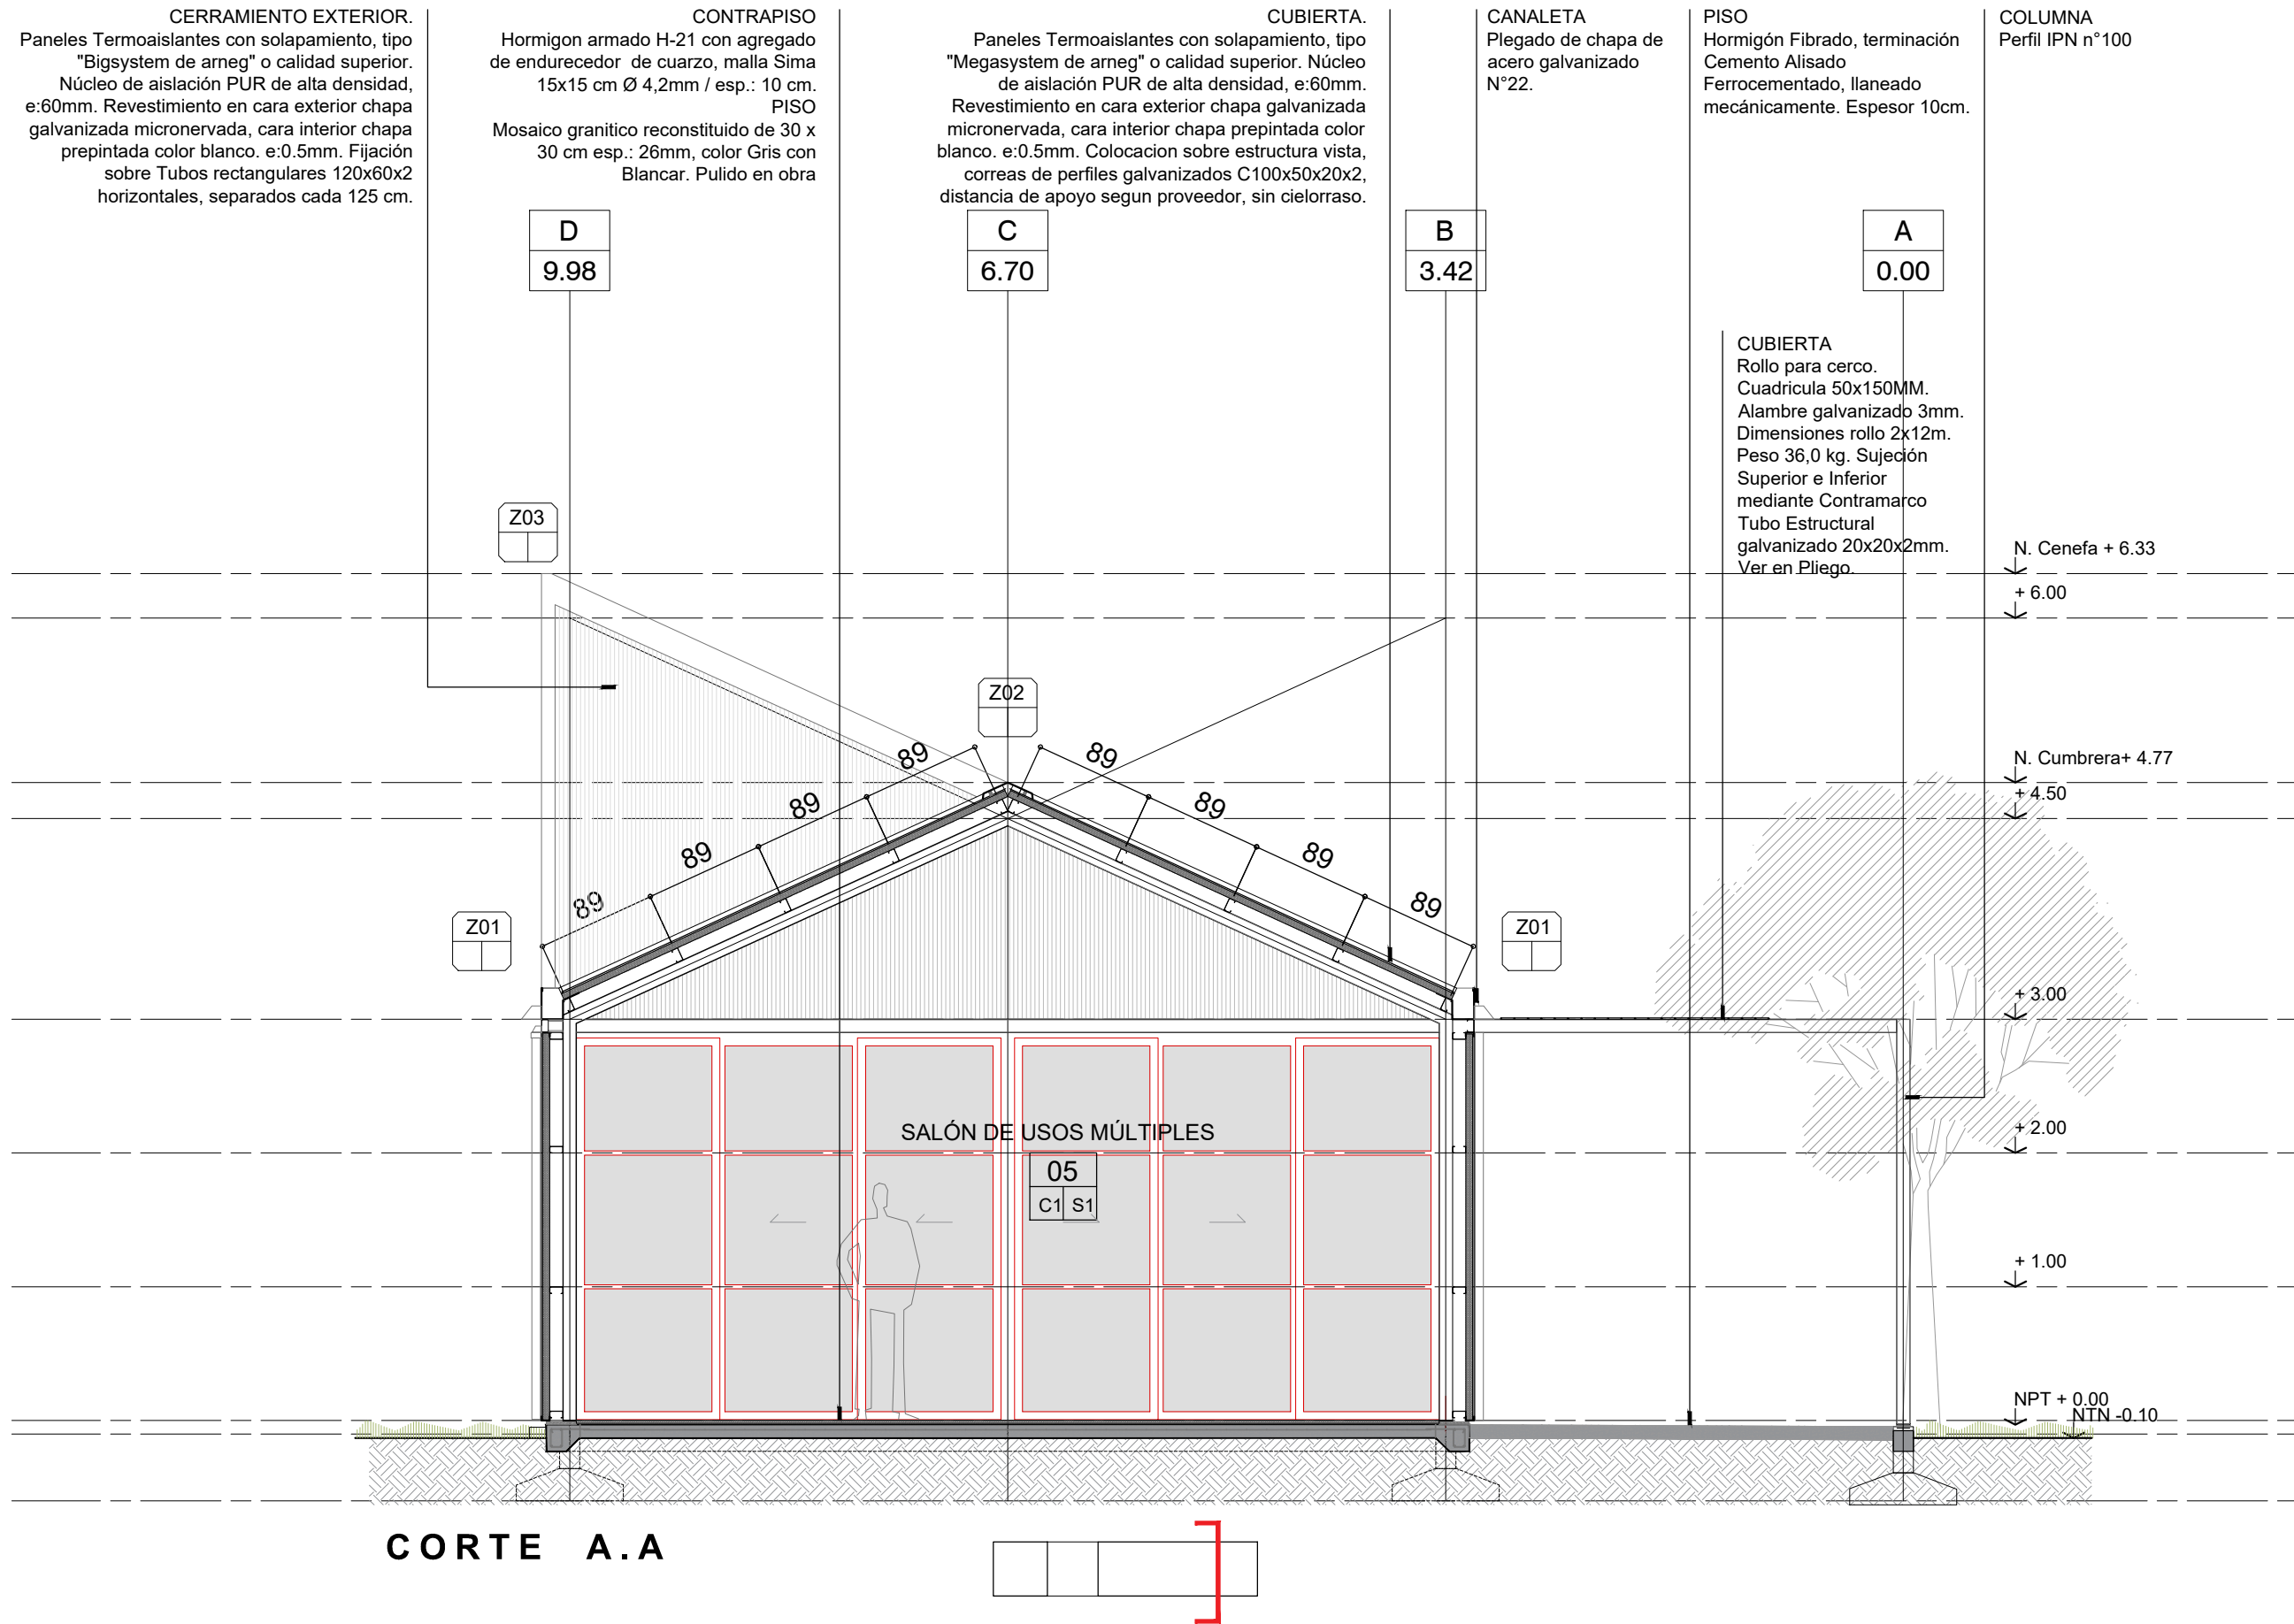 CERRAMIENTO EXTERIOR.
Paneles Termoaislantes con solapamiento, tipo
"Bigsystem de arneg" o calidad superior.
Núcleo de aislación PUR de alta densidad,
e:60mm. Revestimiento en cara exterior chapa
galvanizada micronervada, cara interior chapa
prepintada color blanco. e:0.5mm. Fijación
sobre Tubos rectangulares 120x60x2
horizontales, separados cada 125 cm.
CONTRAPISO
Hormigon armado H-21 con agregado
de endurecedor  de cuarzo, malla Sima
15x15 cm Ø 4,2mm / esp.: 10 cm.
PISO
Mosaico granitico reconstituido de 30 x
30 cm esp.: 26mm, color Gris con
Blancar. Pulido en obra
CUBIERTA.
Paneles Termoaislantes con solapamiento, tipo
"Megasystem de arneg" o calidad superior. Núcleo
de aislación PUR de alta densidad, e:60mm.
Revestimiento en cara exterior chapa galvanizada
micronervada, cara interior chapa prepintada color
blanco. e:0.5mm. Colocacion sobre estructura vista,
correas de perfiles galvanizados C100x50x20x2,
distancia de apoyo segun proveedor, sin cielorraso.
CANALETA
Plegado de chapa de
acero galvanizado
N°22.
PISO
Hormigón Fibrado, terminación
Cemento Alisado
Ferrocementado, llaneado
mecánicamente. Espesor 10cm.
COLUMNA
Perfil IPN n°100
D
9.98
C
6.70
B
3.42
A
0.00
CUBIERTA
Rollo para cerco.
Cuadricula 50x150MM.
Alambre galvanizado 3mm.
Dimensiones rollo 2x12m.
Peso 36,0 kg. Sujeción
Superior e Inferior
mediante Contramarco
Tubo Estructural
galvanizado 20x20x2mm.
Ver en Pliego.
Z03
N. Cenefa + 6.33
+ 6.00
Z02
89
89
N. Cumbrera+ 4.77
+ 4.50
89
89
89
89
89
89
Z01
Z01
+ 3.00
SALÓN DE USOS MÚLTIPLES
+ 2.00
05
C1 S1
+ 1.00
NPT + 0.00
NTN -0.10
CORTE A.A